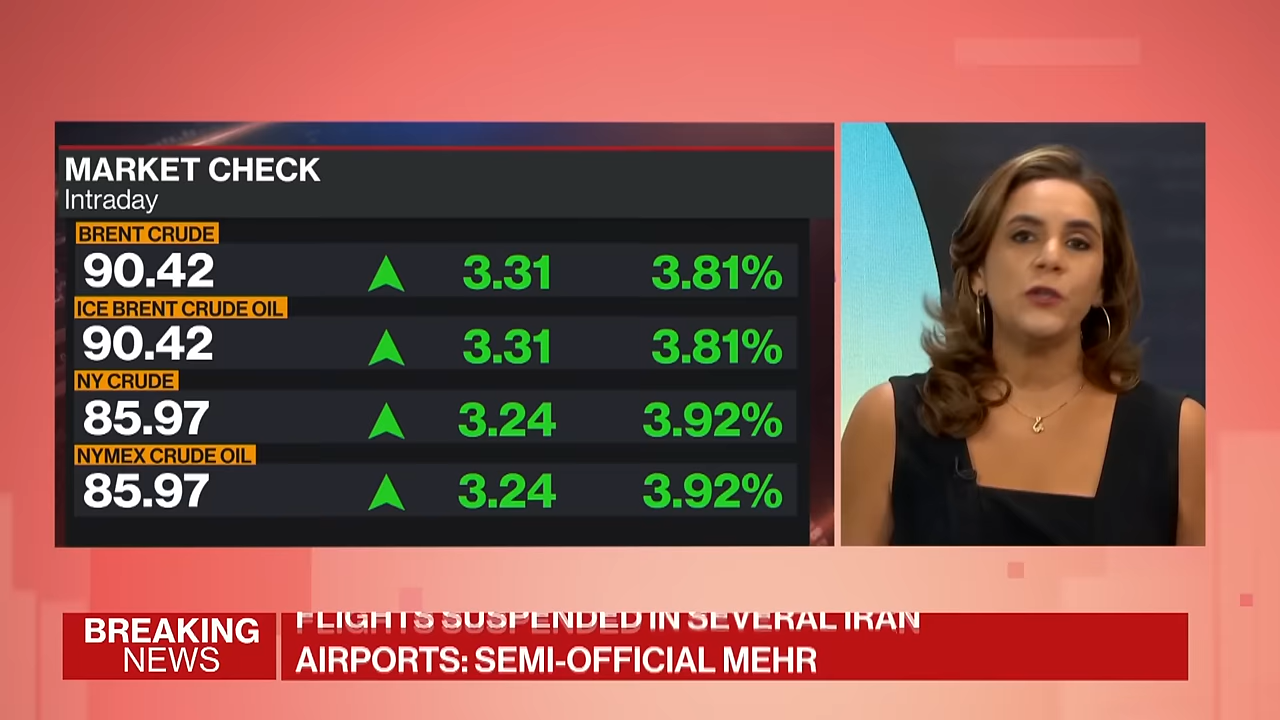 MARKET CHECK
Intraday
BRENT CRUDE
90.42 3.31 3.81%
ICE BRENT CRUDE OIL
90.42 3.31 3.81%
NY CRUDE
85.97 3.24 3.92%
NYMEX CRUDE OIL
85.97 3.24 3.92%
BREAKING
NEWS
FLIGHTS SUSPENDED IN SEVERAL IRAN
AIRPORTS: SEMI-OFFICIAL MEHR